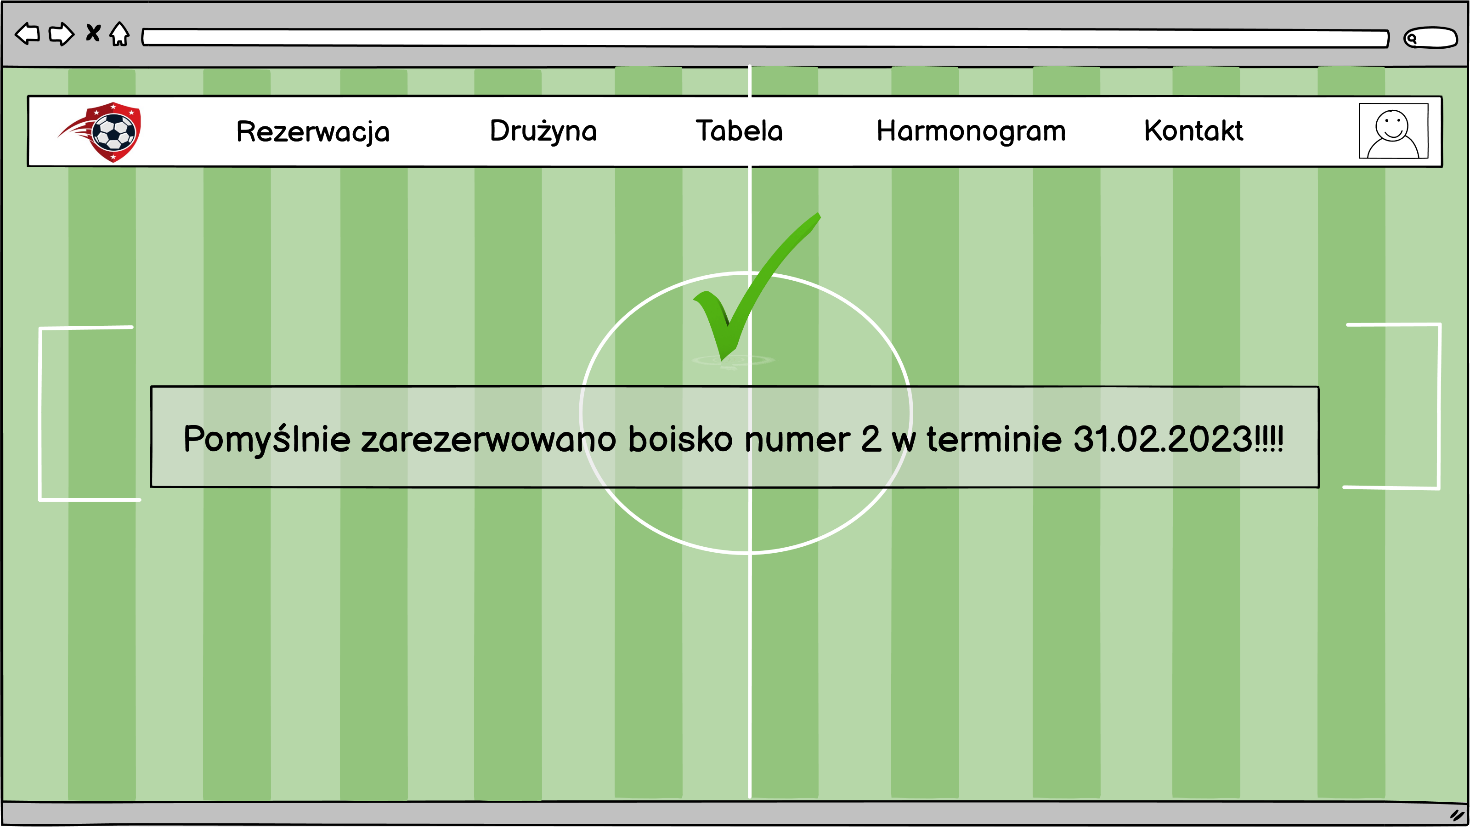 Rezerwacja Drużyna Tabela Harmonogram Kontakt
Pomyślnie zarezerwowano boisko numer 2 w terminie 31.02.2023!!!!